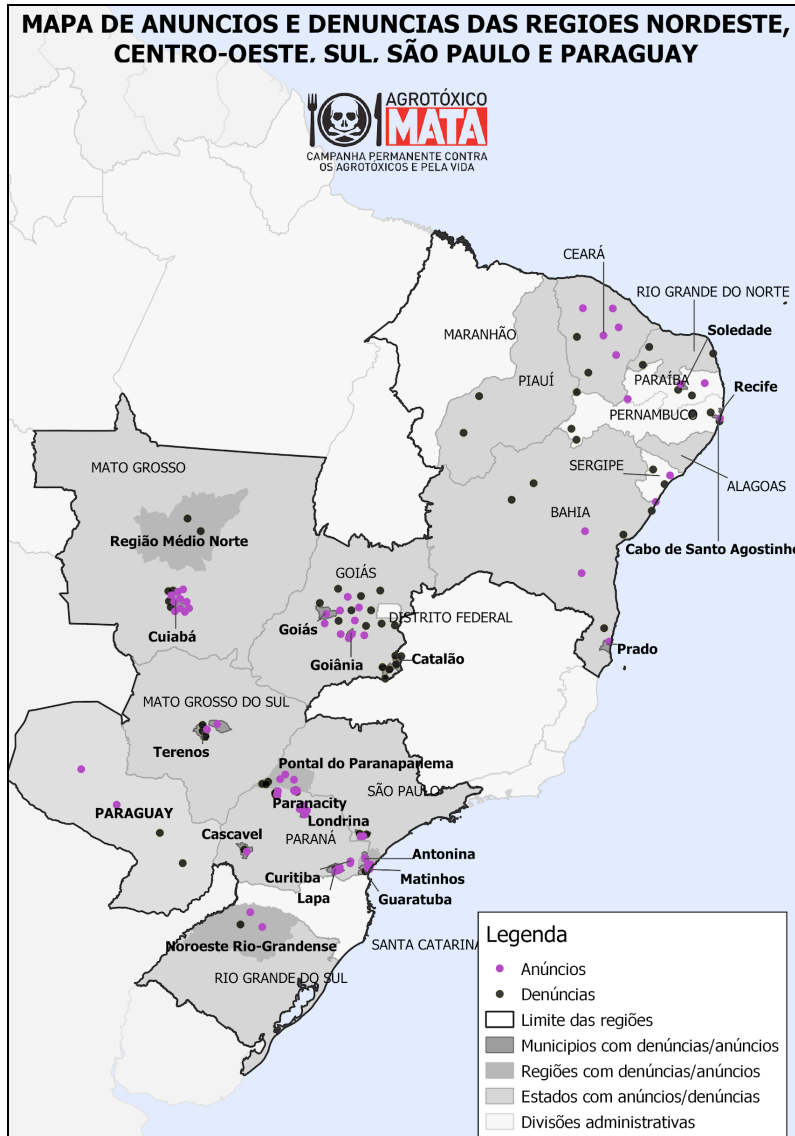 MAPA DE ANUNCIOS E DENUNCIAS DAS REGIOES NORDESTE,
CENTRO-OESTE, SUL, SÃO PAULO E PARAGUAY
AGROTÓXICO
MATA
CAMPANHA PERMANENTE CONTRA
OS AGROTÓXICOS E PELA VIDA
CEARÁ
RIO GRANDE DO NORTE
MARANHÃO
Soledade
PIAUÍ
PARAÍBA
Recife
PERNAMBUCO
MATO GROSSO
SERGIPE
ALAGOAS
BAHIA
Região Médio Norte
Cabo de Santo Agostinho
GOIÁS
DISTRITO FEDERAL
Goiás
Cuiabá
Goiânia
Catalão
Prado
MATO GROSSO DO SUL
Terenos
Pontal do Paranapanema
SÃO PAULO
Paranacity
PARAGUAY
Londrina
Cascavel
PARANÁ
Antonina
Curitiba
Matinhos
Lapa
Guaratuba
Noroeste Rio-Grandense
SANTA CATARINA
RIO GRANDE DO SUL
Legenda
Anúncios
Denúncias
Limite das regiões
Municipios com denúncias/anúncios
Regiões com denúncias/anúncios
Estados com anúncios/denúncias
Divisões administrativas